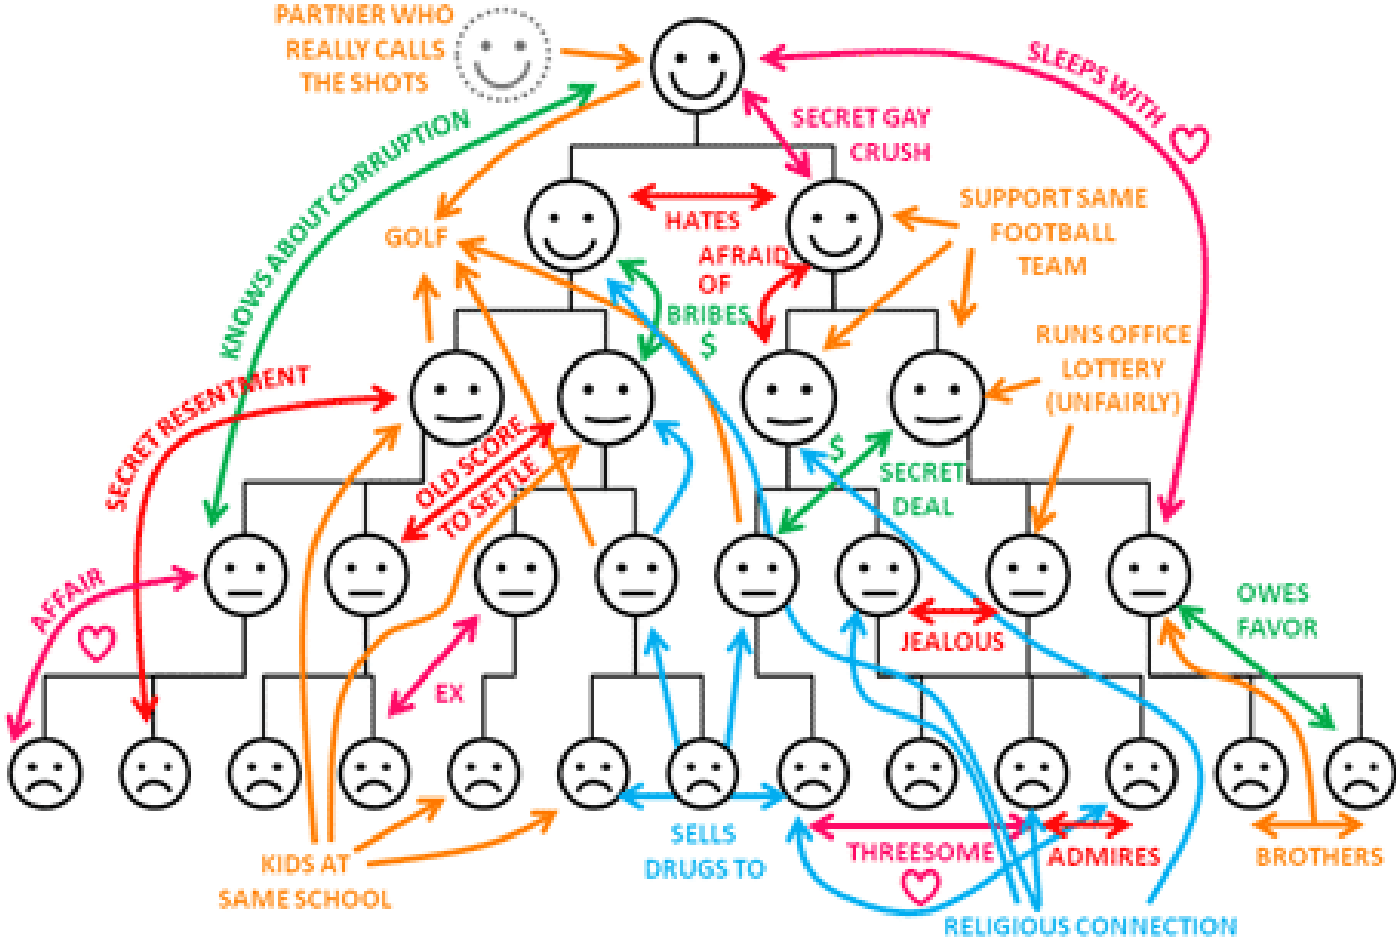 PARTNER WHO
REALLY CALLS
THE SHOTS
SLEEPS WITH
SECRET GAY
CRUSH
KNOWS ABOUT CORRUPTION
HATES
GOLF
SUPPORT SAME
FOOTBALL
TEAM
AFRAID
OF
BRIBES
$
RUNS OFFICE
LOTTERY
(UNFAIRLY)
SECRET RESENTMENT
OLD SCORE
TO SETTLE
$
SECRET
DEAL
AFFAIR
OWES
FAVOR
JEALOUS
EX
SELLS
DRUGS TO
THREESOME
ADMIRES
BROTHERS
KIDS AT
SAME SCHOOL
RELIGIOUS CONNECTION